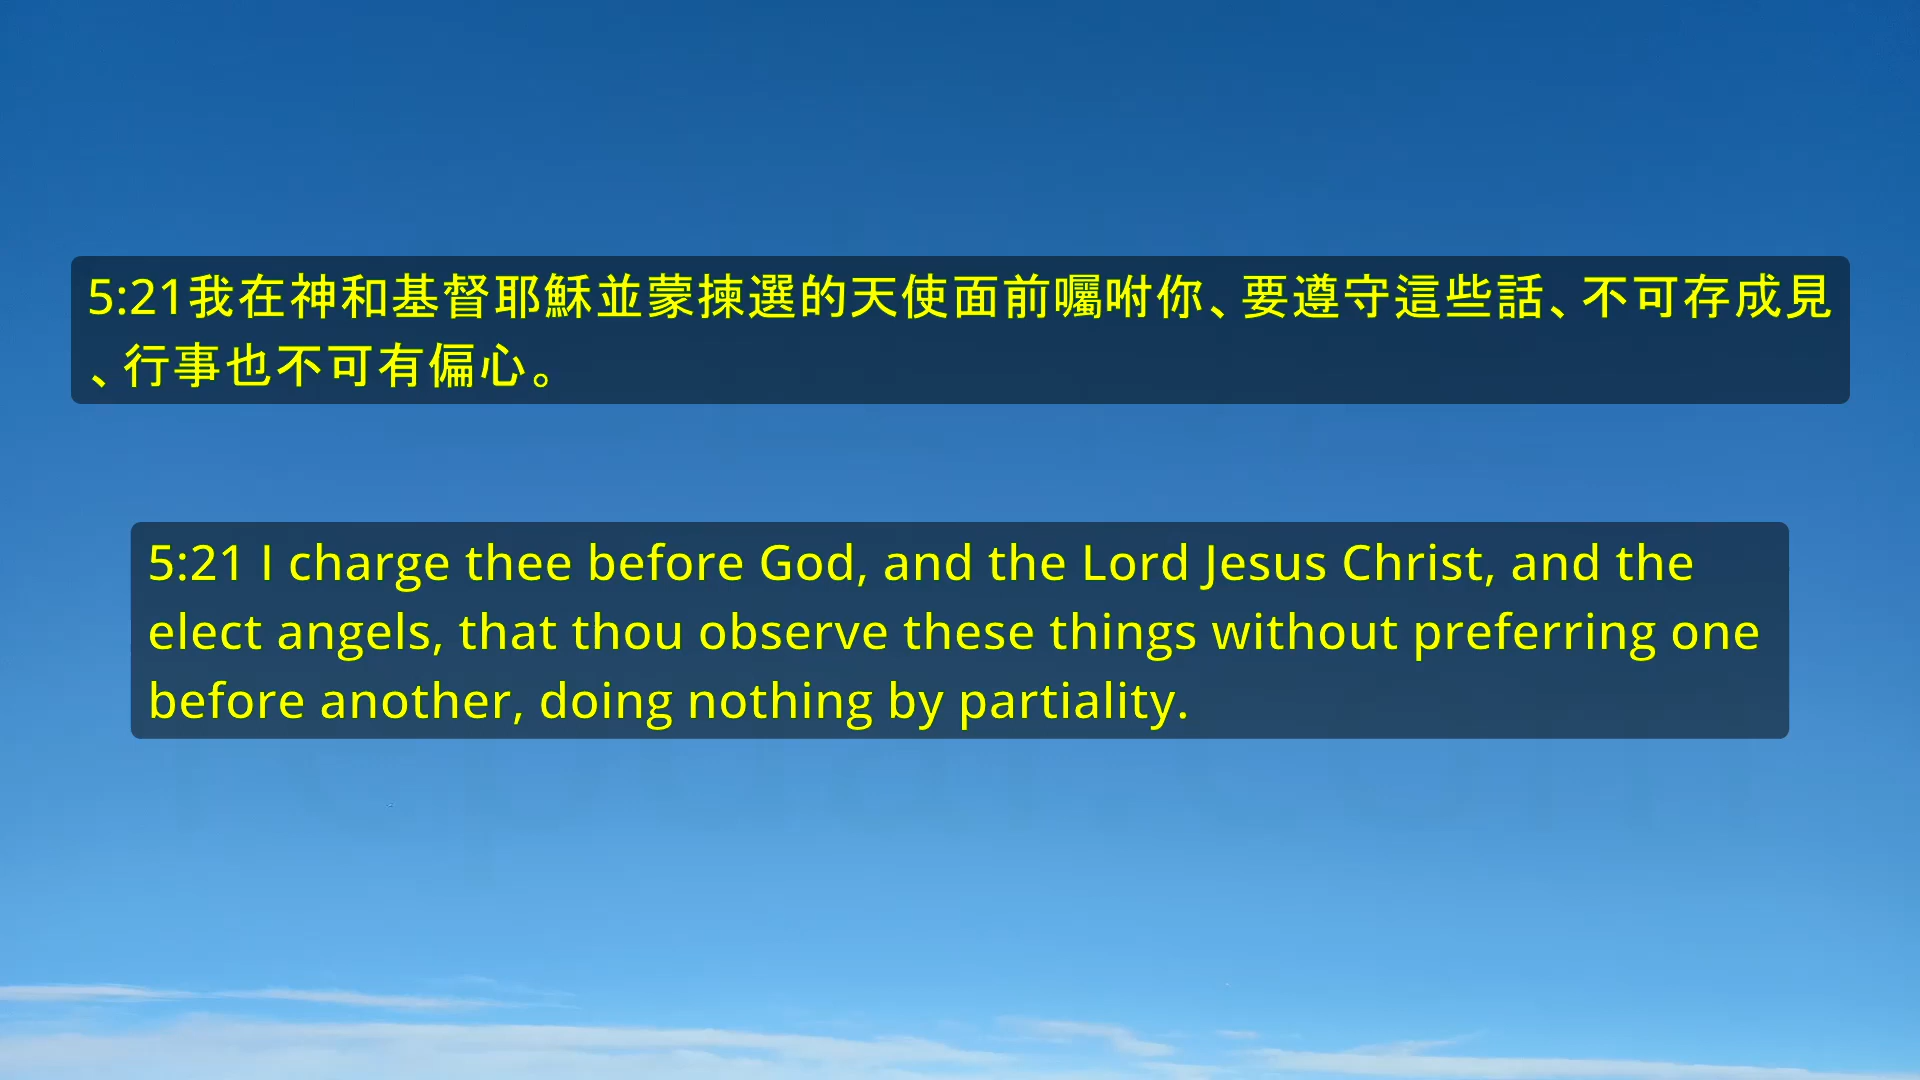 5:21我在神和基督耶穌並蒙揀選的天使面前囑咐你、要遵守這些話、不可存成見
、行事也不可有偏心。
5:21 I charge thee before God, and the Lord Jesus Christ, and the
elect angels, that thou observe these things without preferring one
before another, doing nothing by partiality.